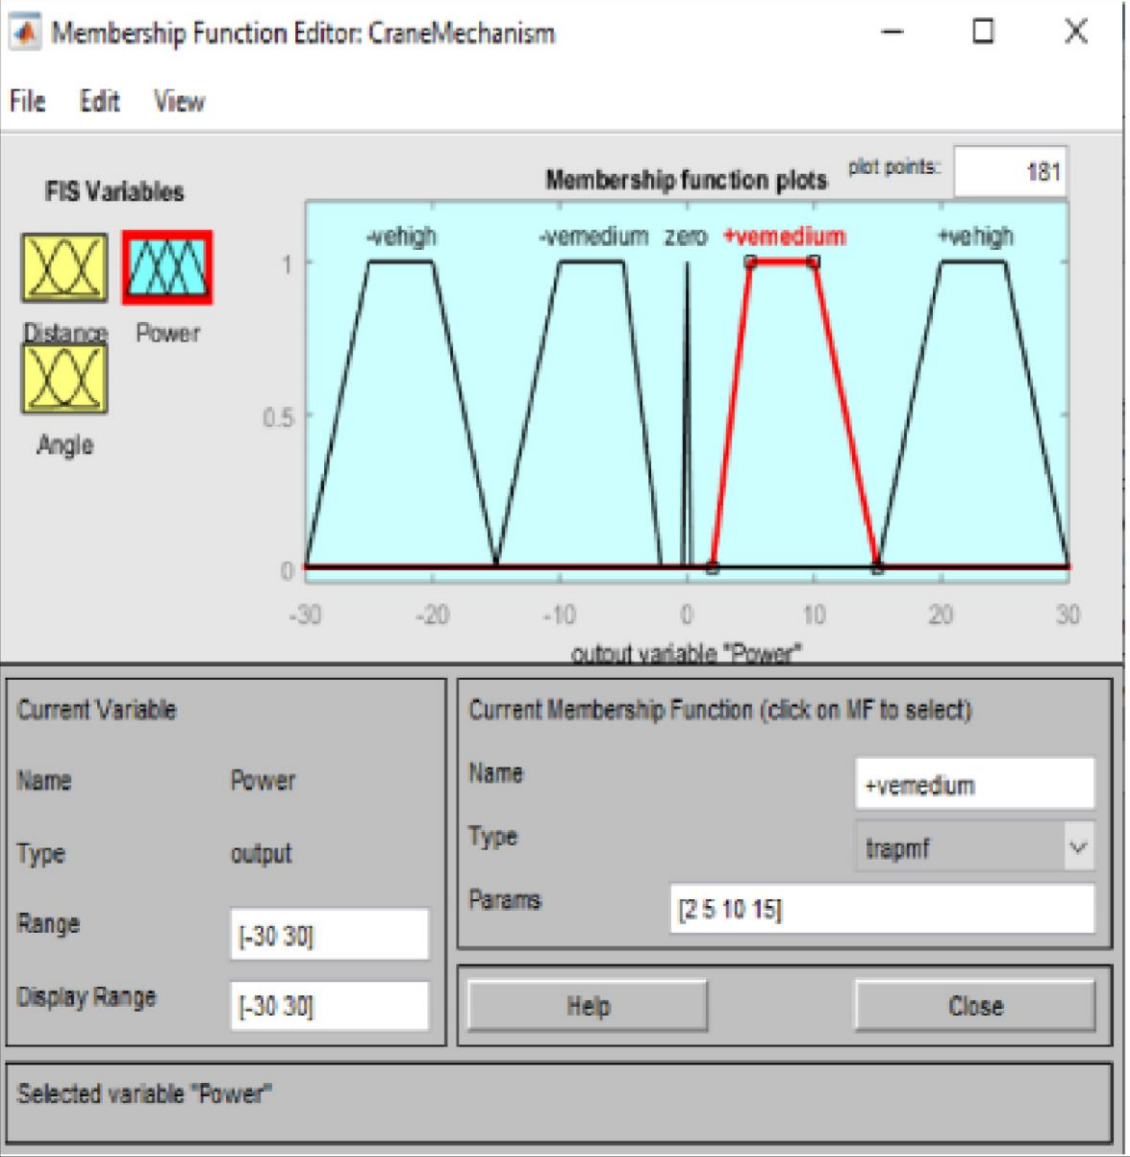 Membership Function Editor: CraneMechanism
File Edit View
FIS Variables
Distance
Power
Angle
Membership function plots
plot points:
181
-vehigh
-vemedium
zero
+vemedium
+vehigh
1
0.5
0
-30
-20
-10
0
10
20
30
output variable "Power"
Current Variable
Name Power
Type output
Range [-30 30]
Display Range [-30 30]
Current Membership Function (click on MF to select)
Name +vemedium
Type trapmf
Params [2 5 10 15]
Help
Close
Selected variable "Power"